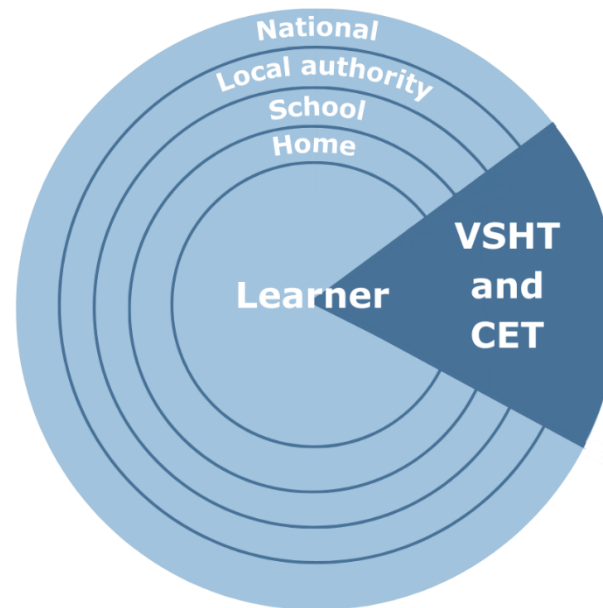 National
Local authority
School
Home
Learner
VSHT
and
CET